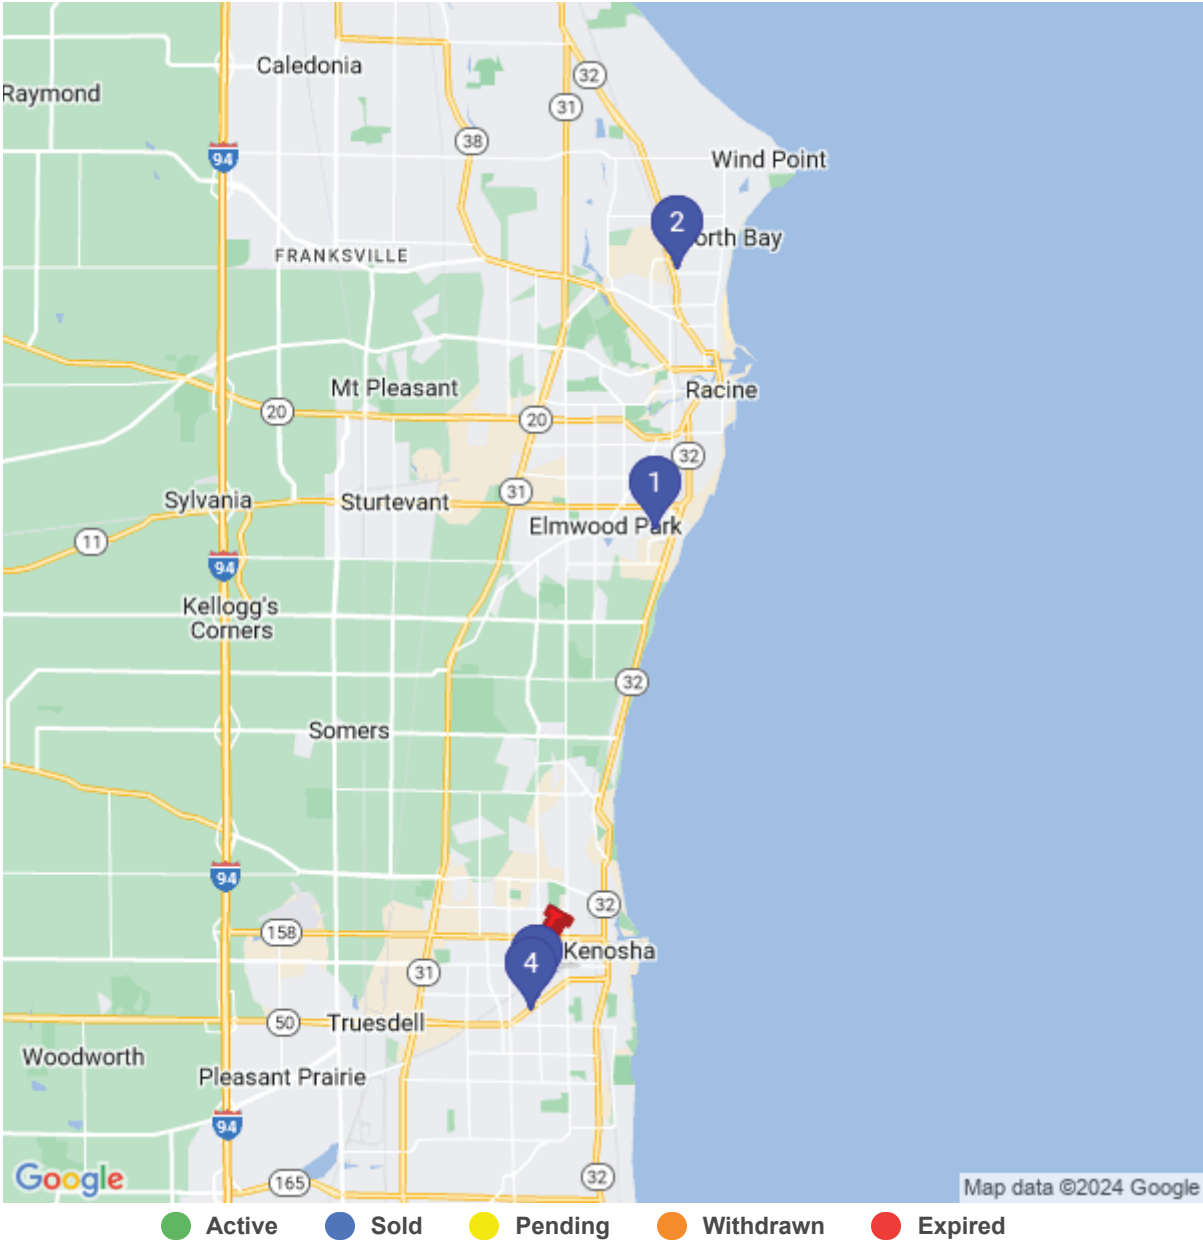 Caledonia
32
Raymond
31
38
94
Wind Point
2
orth Bay
FRANKSVILLE
Mt Pleasant
Racine
20
20
32
1
31
Sylvania
Sturtevant
Elmwood Park
11
94
Kellogg's
Corners
32
Somers
94
32
158
Kenosha
4
31
50
Truesdell
Woodworth
Pleasant Prairie
94
Google
165
32
Map data ©2024 Google
Active Sold Pending Withdrawn Expired